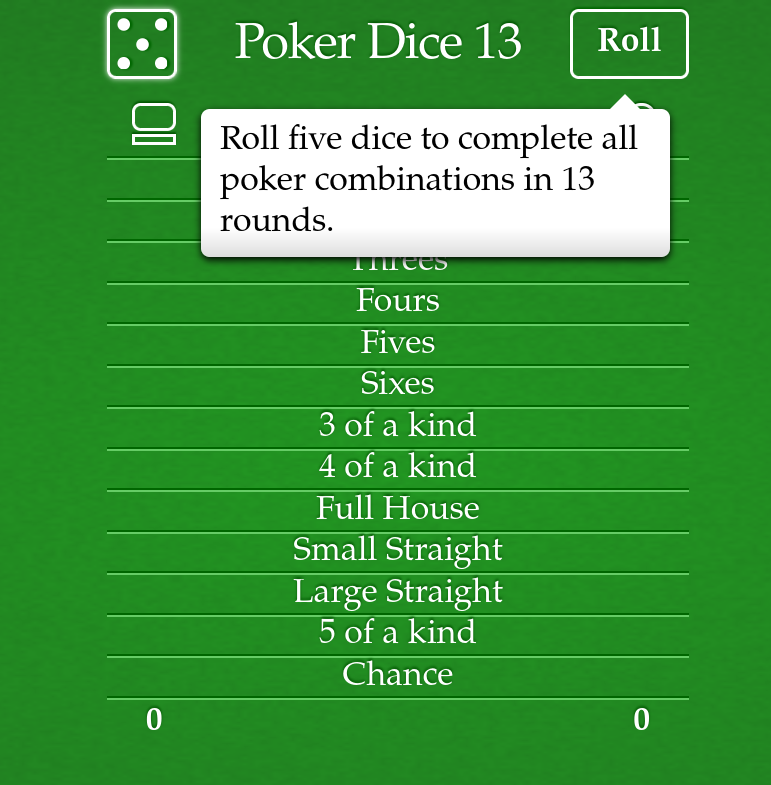 Poker Dice 13
Roll
Roll five dice to complete all
poker combinations in 13
rounds.
Threes
Fours
Fives
Sixes
3 of a kind
4 of a kind
Full House
Small Straight
Large Straight
5 of a kind
Chance
0
0